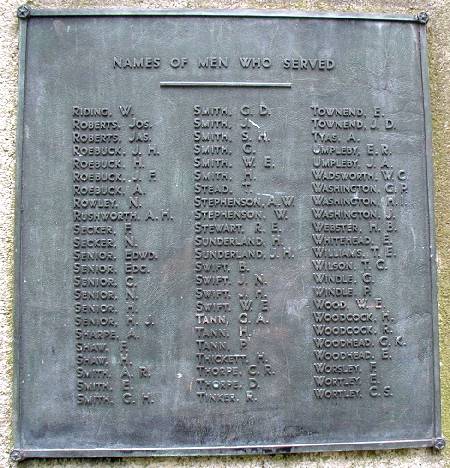 NAMES OF MEN WHO SERVED
RIDING, W.
ROBERTS, JOS.
ROBERTS, JAS.
ROEBUCK, J. H.
ROEBUCK, H.
ROEBUCK, J. F.
ROEBUCK, A.
ROWLEY, N.
RUSHWORTH, A. H.
SECKER, F.
SECKER, N.
SENIOR, EDWD.
SENIOR, EDG.
SENIOR, C.
SENIOR, N.
SENIOR, H.
SENIOR, H. J.
SHARPE, A.
SHAW, E.
SHAW, H.
SMITH, A. R.
SMITH, E.
SMITH, G. H.
SMITH, C. D.
SMITH, J.
SMITH, S. H.
SMITH, G.
SMITH, W. E.
SMITH, H.
STEAD, T.
STEPHENSON, A. W.
STEPHENSON, W.
STEWART, R. E.
SUNDERLAND, H.
SUNDERLAND, J. H.
SWIFT, B.
SWIFT, J. N.
SWIFT, F. H.
SWIFT, W. E.
TANN, G. A.
TANN, H.
TANN, P.
THICKETT, H.
THORPE, C. R.
THORPE, D.
TINKER, R.
TOWNEND, E.
TOWNEND, J. D.
TYAS, A.
UMPLEBY, E. R.
UMPLEBY, J. A.
WADSWORTH, W. C.
WASHINGTON, G. P.
WASHINGTON, H.
WASHINGTON, J.
WEBSTER, H. B.
WHITEHEAD, E.
WILLIAMS, T. E.
WILSON, T. C.
WINDLE, G.
WINDLE, P.
WOOD, W. E.
WOODCOCK, H.
WOODCOCK, R.
WOODHEAD, C. K.
WOODHEAD, E.
WORSLEY, F.
WORTLEY, E.
WORTLEY, C. S.